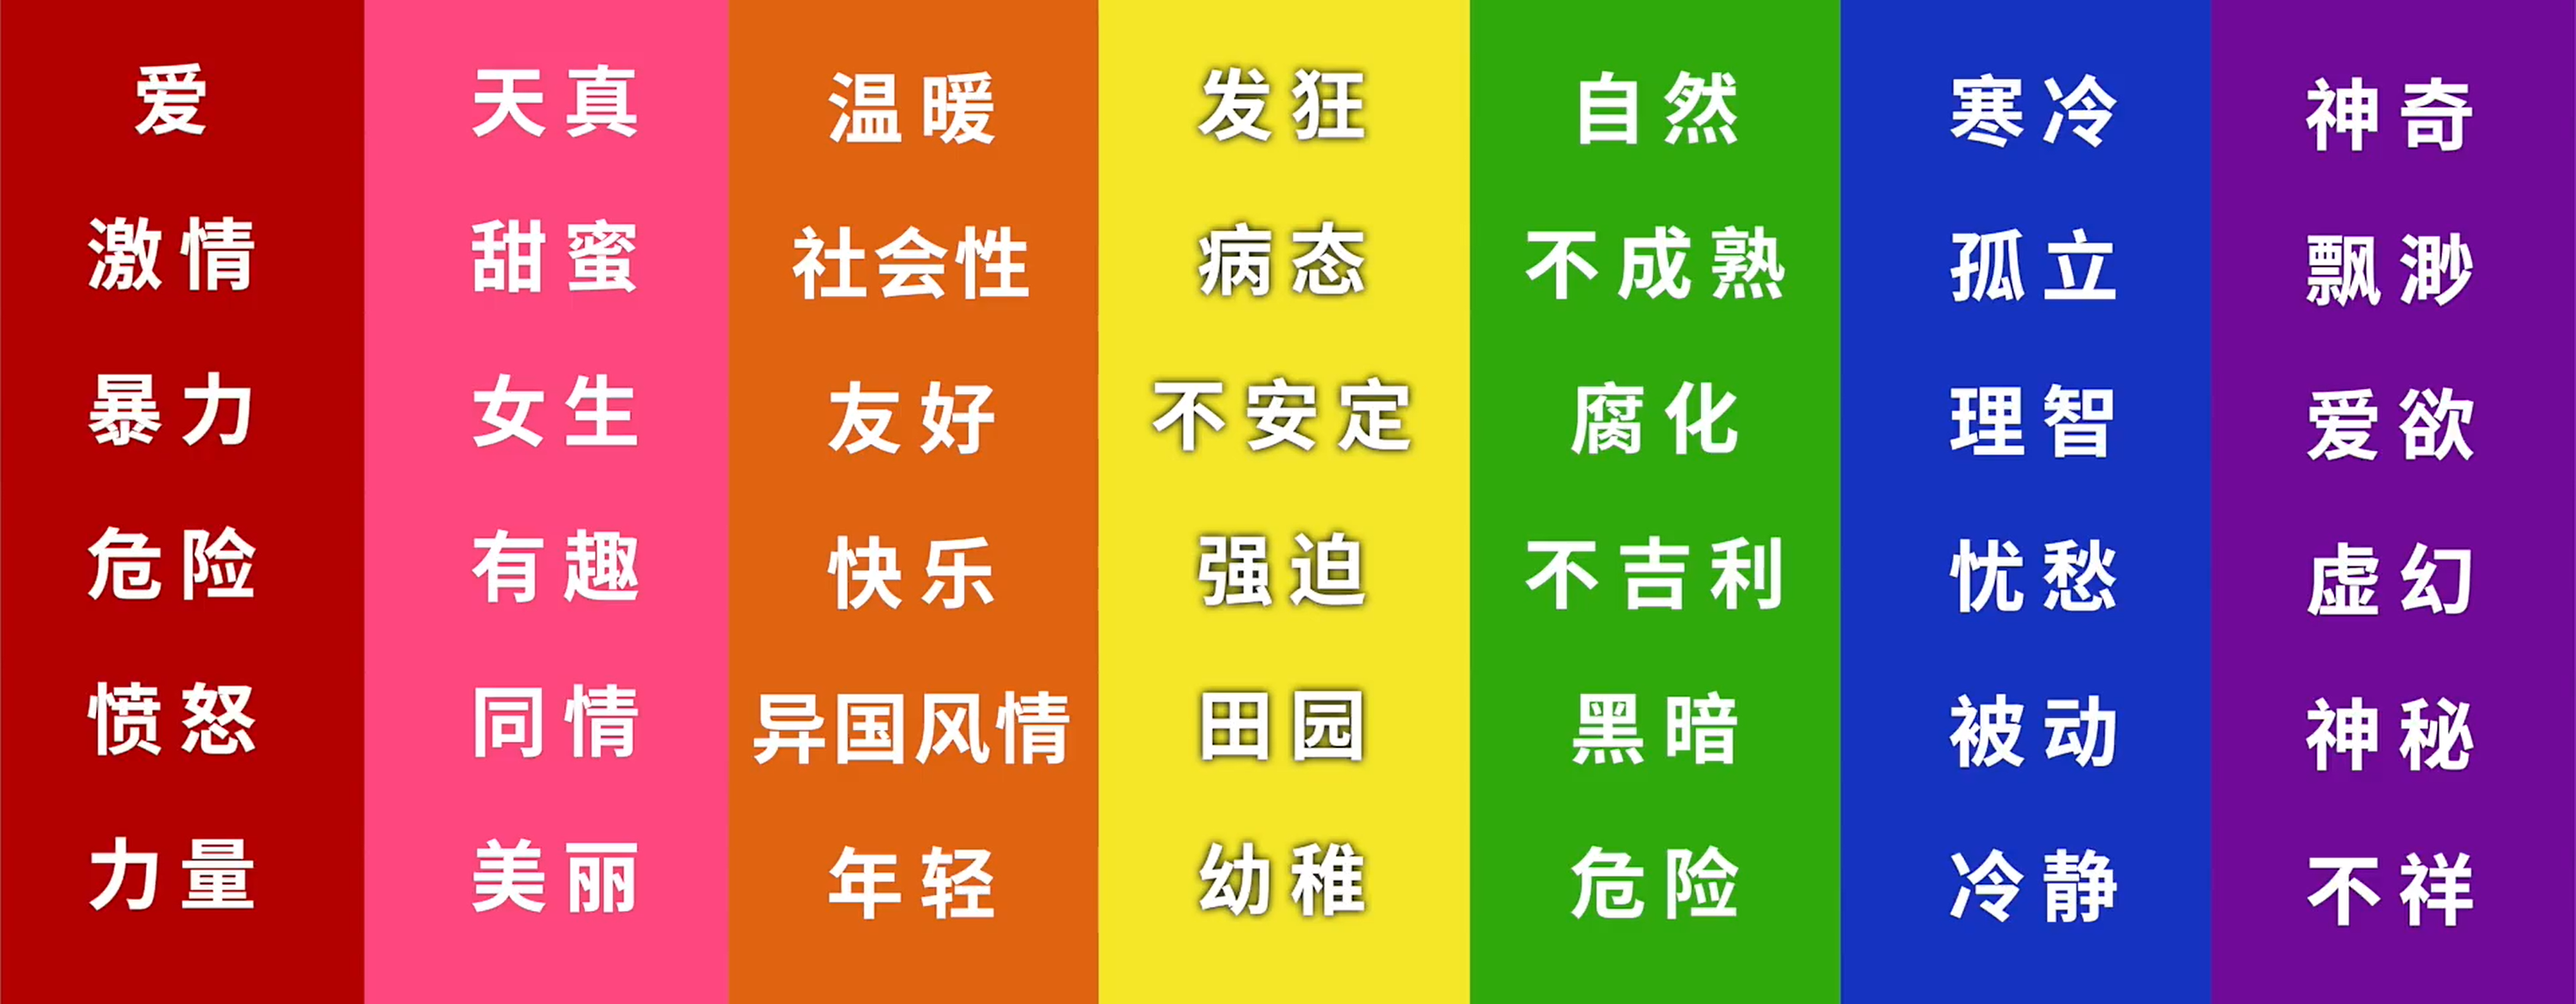 爱
激情
暴力
危险
愤怒
力量
天真
甜蜜
女生
有趣
同情
美丽
温暖
社会性
友好
快乐
异国风情
年轻
发狂
病态
不安定
强迫
田园
幼稚
自然
不成熟
腐化
不吉利
黑暗
危险
寒冷
孤立
理智
忧愁
被动
冷静
神奇
飘渺
爱欲
虚幻
神秘
不祥